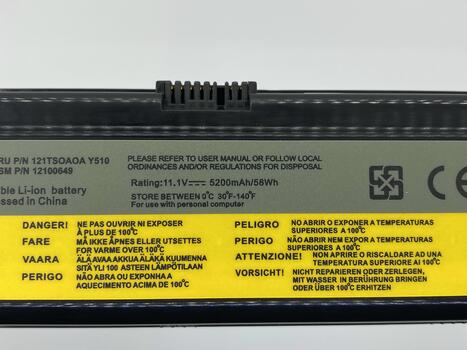 RU P/N 121TSOAOA Y510
SM P/N 12100649
ble Li-ion battery
ossed in China
PLEASE REFER TO USER MANUAL OR FOLLOW LOCAL
ORDINANCES AND/OR REGULATIONS FOR DISPOSAL
Rating:11.1V 5200mAh/56Wh
STORE BETWEEN 0℃ 30℉-140℉
For use with personal computer
DANGER! NE PAS OUVRIR NI EXPOSER
À PLUS DE 100℃
FARE MÅ IKKE ÅPNES ELLER UTSETTES
FOR VARME OVER 100℃
VAARA ÄLÄ AVAA AKKUA ÄLÄKÄ KUUMENNA
SITÄ YLI 100 ASTEEN LÄMPÖTILAAN
PERIGO NÃO ABRA OU EXPONHA A
AQUECIMENTO ACIMA DE 100℃
PELIGRO NO ABRIR O EXPONER A TEMPERATURAS
SUPERIORES A 100℃
PERIGO NÃO ABRIR NEM EXPOR A TEMPERATURAS
SUPERIORES A 100℃
ATTENZIONE! NON APRIRE O RISCALDARE AD UNA
TEMPERATURA SUPERIORE A 100℃
VORSICHT! NICHT REPARIEREN ODER ZERLEGEN,
MIT WASSER IN BERÜHRUNG BRINGEN
ODER ÜBER 100℃ ERHITZEN